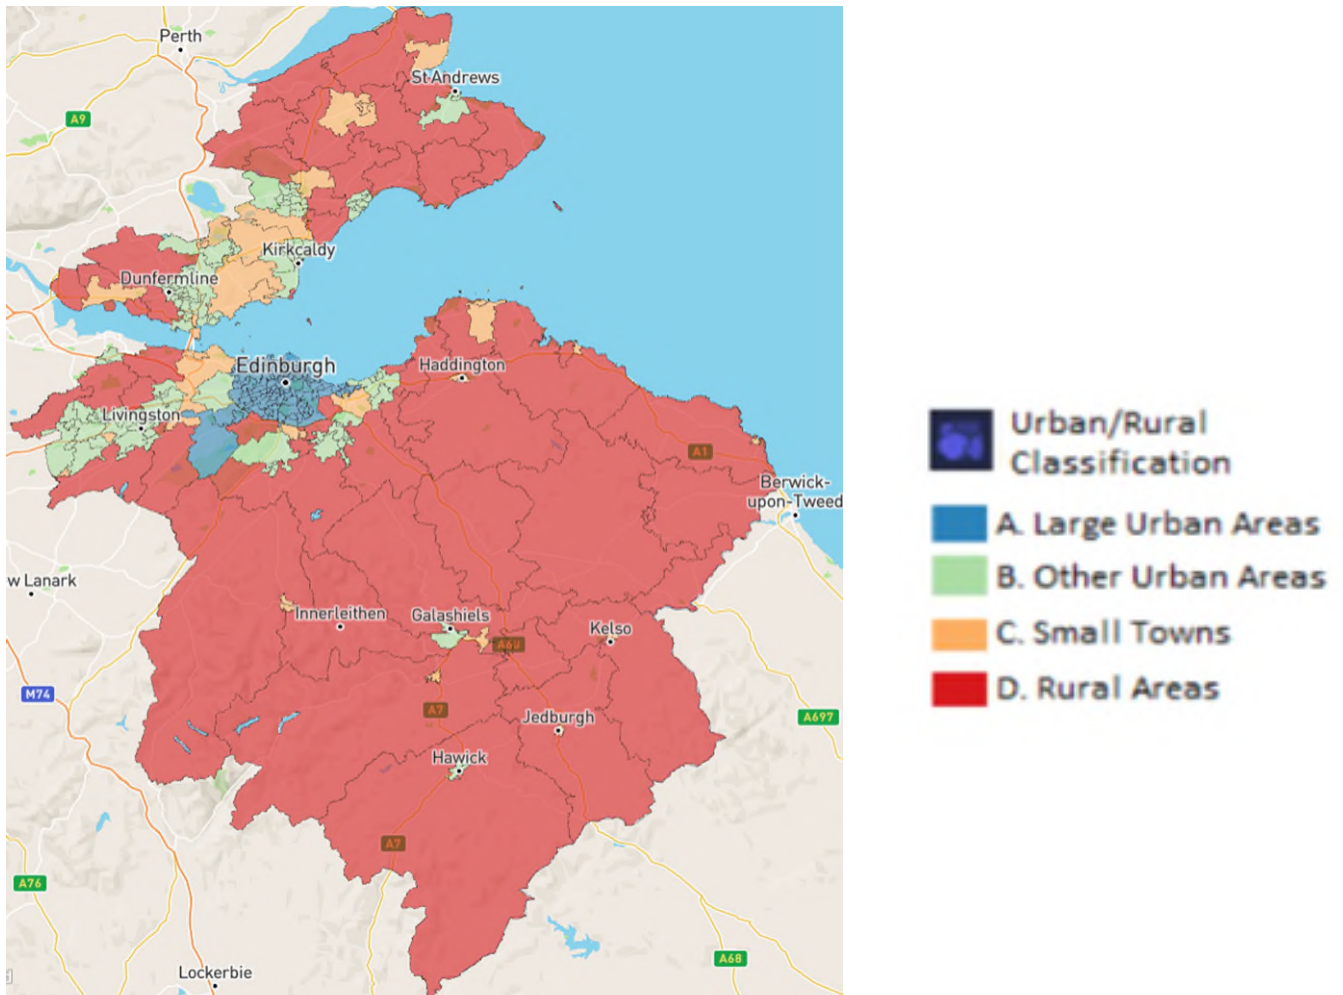 Perth
St Andrews
A9
Kirkcaldy
Dunfermline
Edinburgh
Haddington
Livingston
A1
Berwick-
upon-Tweed
w Lanark
Innerleithen
Galashiels
Kelso
M74
A7
Jedburgh
A697
Hawick
A7
A76
A68
Lockerbie
Urban/Rural
Classification
A. Large Urban Areas
B. Other Urban Areas
C. Small Towns
D. Rural Areas